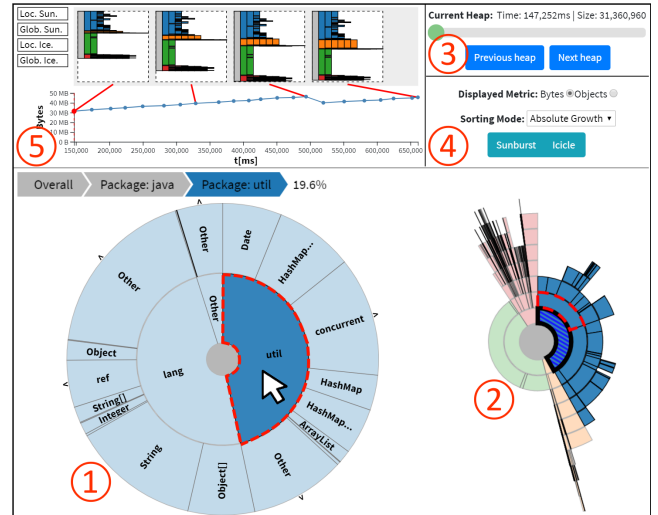 Loc. Sun.
Glob. Sun.
Loc. Ice.
Glob. Ice.
Bytes
50 MB
40 MB
30 MB
20 MB
10 MB
0 B
150,000
200,000
250,000
300,000
350,000
400,000
450,000
500,000
550,000
600,000
650,000
t[ms]
5
Current Heap: Time: 147,252ms | Size: 31,360,960
3
Previous heap
Next heap
Displayed Metric: Bytes Objects
Sorting Mode: Absolute Growth
4
Sunburst Icicle
Overall
Package: java
Package: util
19.6%
Other
Other
Date
HashMap...
concurrent
HashMap
HashMap...
ArrayList
Other
Object[]
String
Integer
String[]
ref
Object
lang
Other
util
1
2